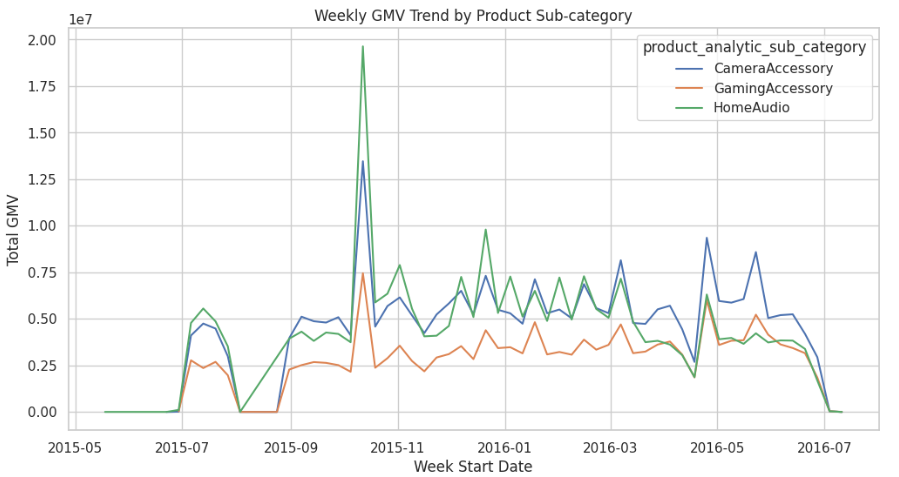 Weekly GMV Trend by Product Sub-category
1e7
2.00
1.75
1.50
1.25
1.00
0.75
0.50
0.25
0.00
Total GMV
product_analytic_sub_category
CameraAccessory
GamingAccessory
HomeAudio
2015-05 2015-07 2015-09 2015-11 2016-01 2016-03 2016-05 2016-07
Week Start Date